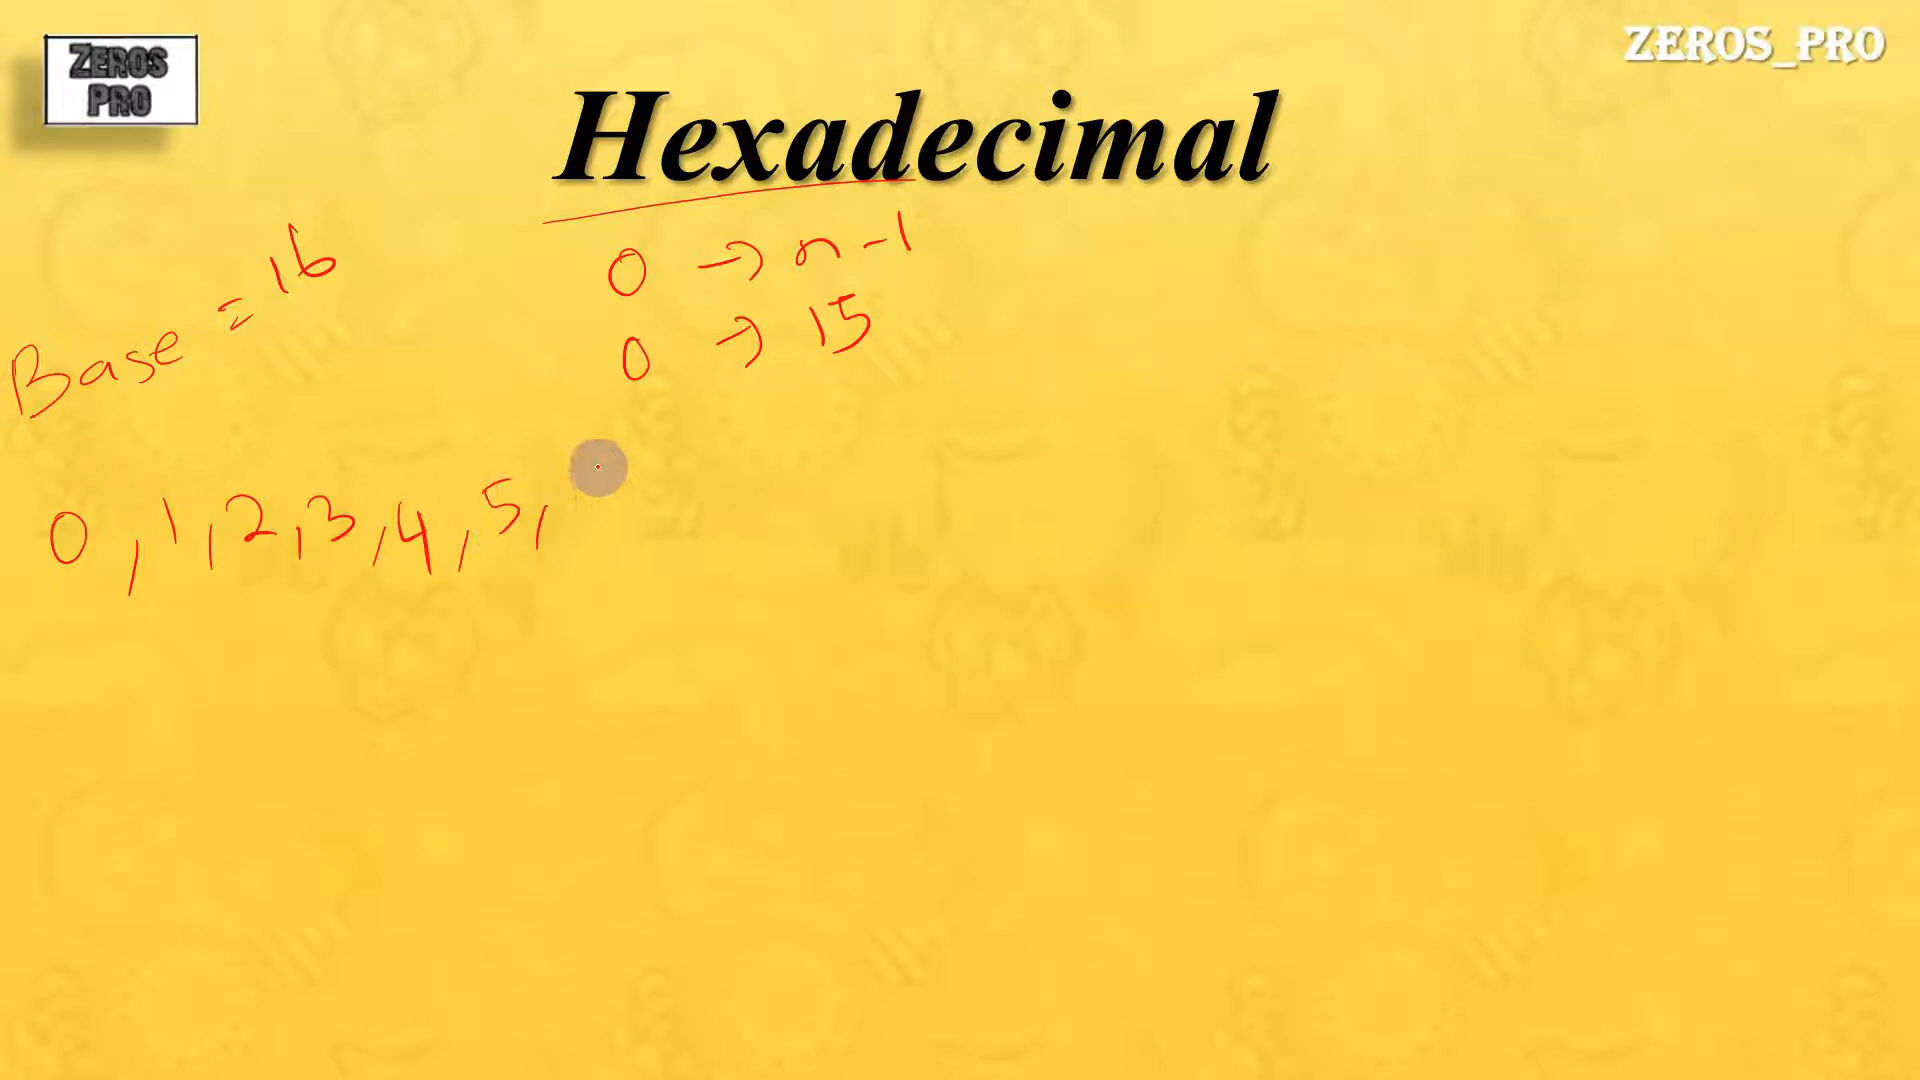 ZEROS
PRO
ZEROS_PRO
Hexadecimal
Base = 16
0 → n - 1
0 → 15
0 , 1 , 2 , 3 , 4 , 5 ,